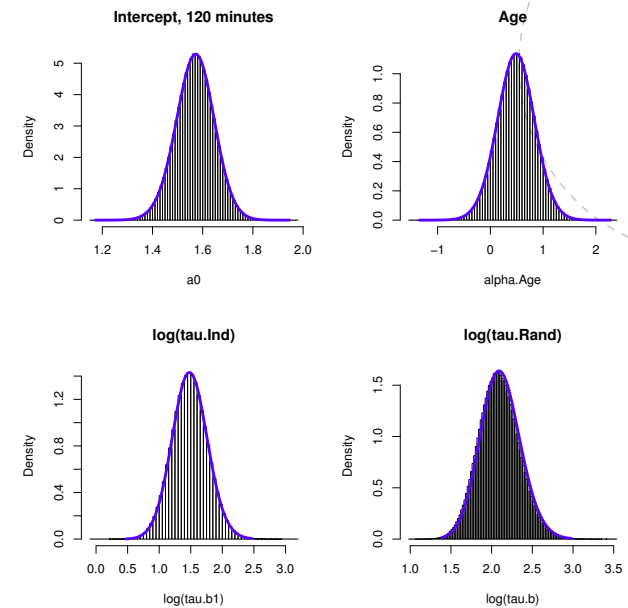 Intercept, 120 minutes
Density
0 1 2 3 4 5
1.2 1.4 1.6 1.8 2.0
a0
Age
Density
0.0 0.2 0.4 0.6 0.8 1.0
−1 0 1 2
alpha.Age
log(tau.Ind)
Density
0.0 0.4 0.8 1.2
0.0 0.5 1.0 1.5 2.0 2.5 3.0
log(tau.b1)
log(tau.Rand)
Density
0.0 0.5 1.0 1.5
1.0 1.5 2.0 2.5 3.0 3.5
log(tau.b)